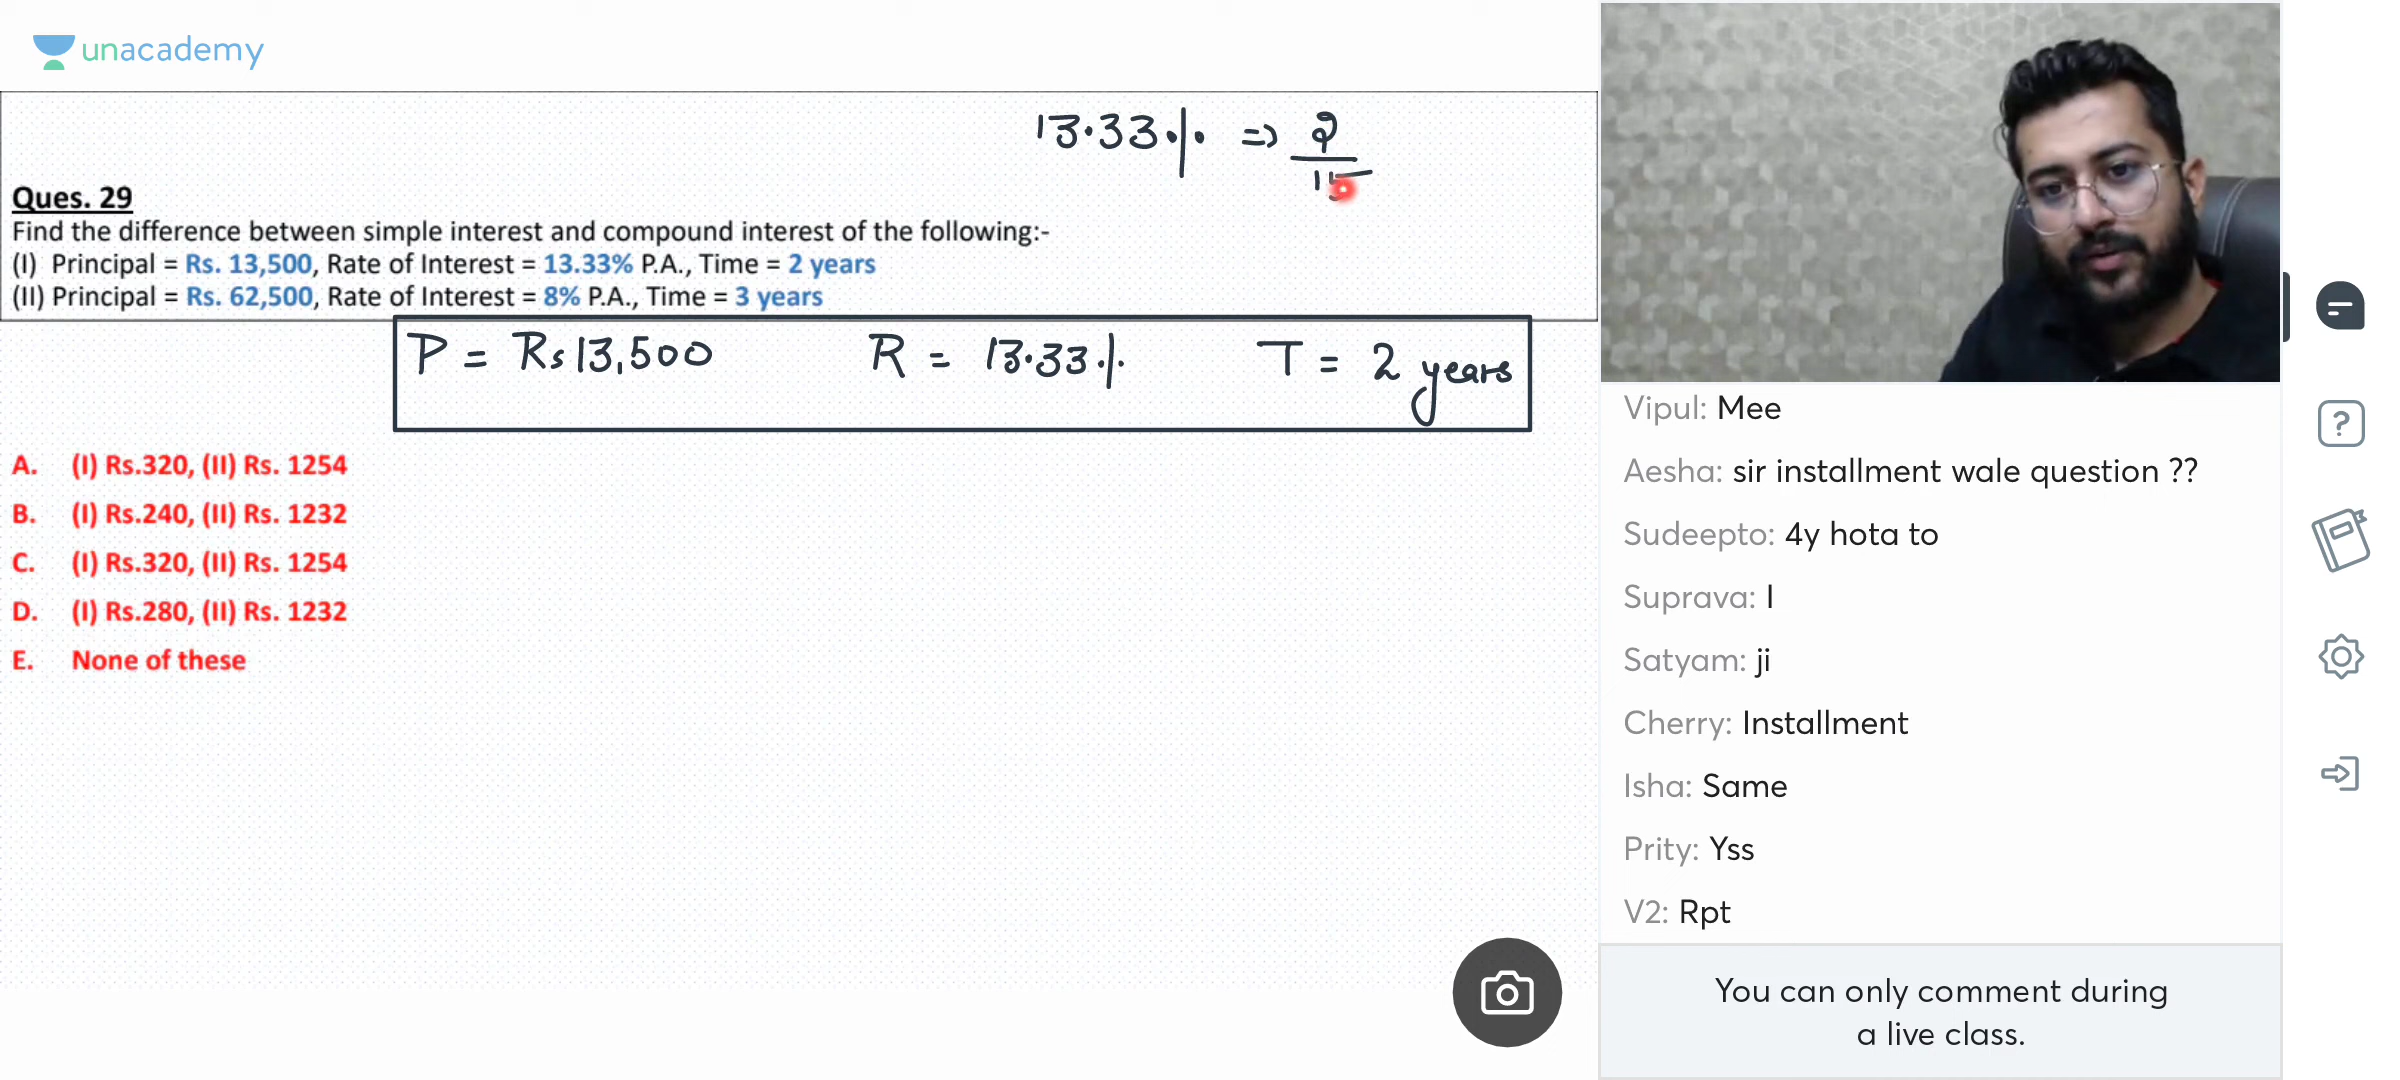 unacademy
13.33% => 2
15
Ques. 29
Find the difference between simple interest and compound interest of the following:-
(I) Principal = Rs. 13,500, Rate of Interest = 13.33% P.A., Time = 2 years
(II) Principal = Rs. 62,500, Rate of Interest = 8% P.A., Time = 3 years
P = Rs 13,500 R = 13.33% T = 2 years
A. (I) Rs.320, (II) Rs. 1254
B. (I) Rs.240, (II) Rs. 1232
C. (I) Rs.320, (II) Rs. 1254
D. (I) Rs.280, (II) Rs. 1232
E. None of these
Vipul: Mee
Aesha: sir installment wale question ??
Sudeepto: 4y hota to
Suprava: I
Satyam: ji
Cherry: Installment
Isha: Same
Prity: Yss
V2: Rpt
You can only comment during
a live class.
?